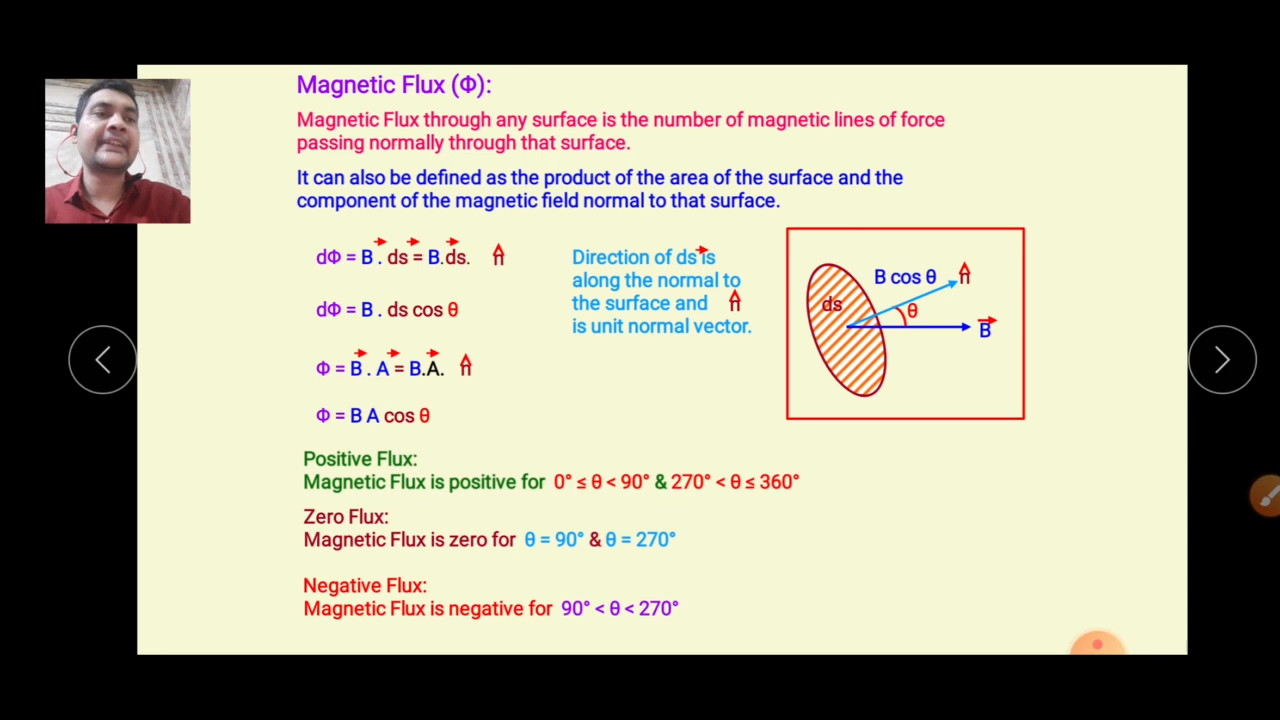 Magnetic Flux (Φ):
Magnetic Flux through any surface is the number of magnetic lines of force
passing normally through that surface.
It can also be defined as the product of the area of the surface and the
component of the magnetic field normal to that surface.
dΦ = B . ds = B.ds. n̂
dΦ = B . ds cos θ
Φ = B . A = B.A. n̂
Φ = B A cos θ
Direction of ds is
along the normal to
the surface and n̂
is unit normal vector.
ds
B cos θ n̂
θ
B
Positive Flux:
Magnetic Flux is positive for 0° ≤ θ < 90° & 270° < θ ≤ 360°
Zero Flux:
Magnetic Flux is zero for θ = 90° & θ = 270°
Negative Flux:
Magnetic Flux is negative for 90° < θ < 270°